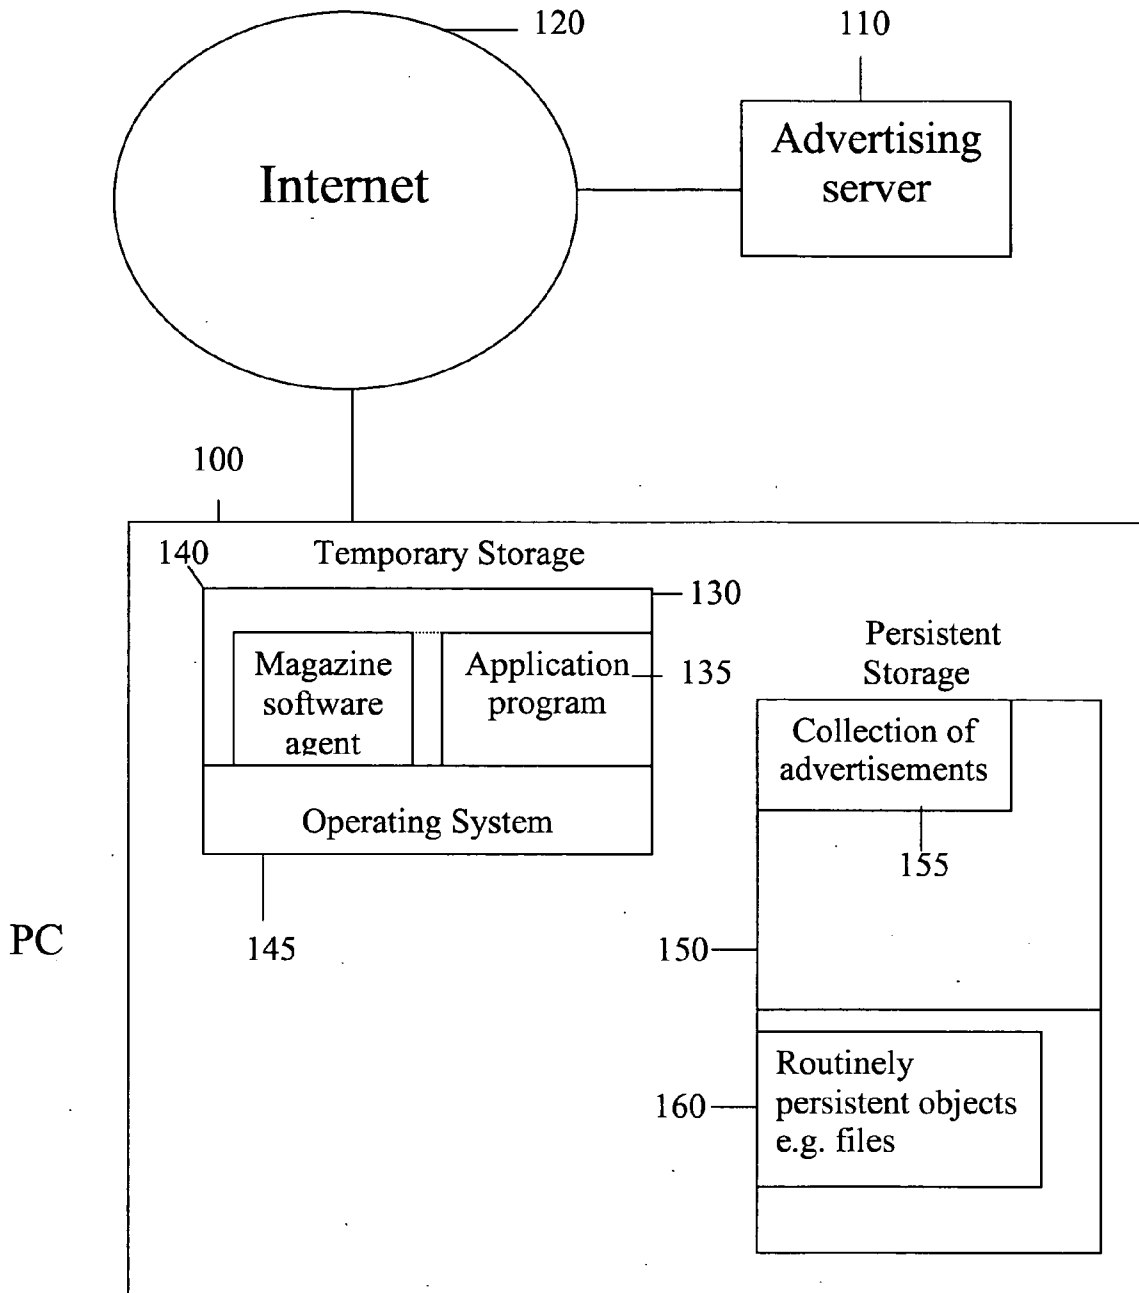 120
110
Internet
Advertising
server
100
140
Temporary Storage
130
Magazine
software
agent
Application
program
135
Persistent
Storage
Collection of
advertisements
Operating System
155
PC
145
150
Routinely
persistent objects
e.g. files
160